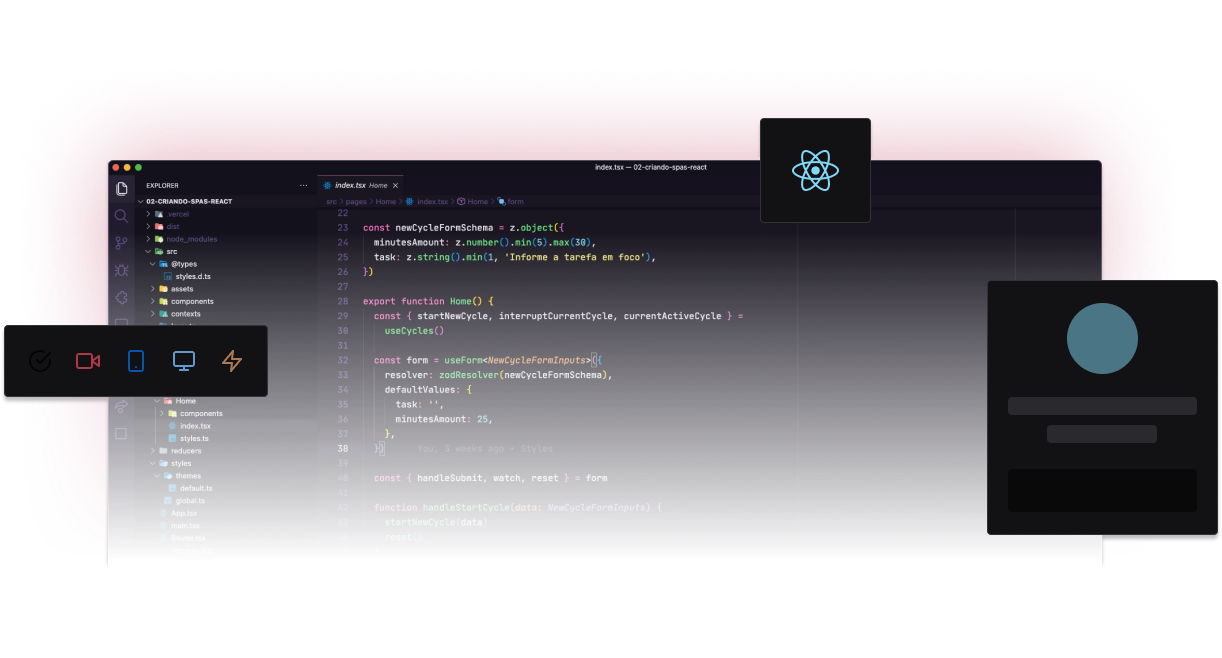 index.tsx — 02-criando-spas-react
EXPLORER
···
02-CRIANDO-SPAS-REACT
.vercel
dist
node_modules
src
@types
styles.d.ts
assets
components
contexts
Home
components
index.tsx
styles.ts
reducers
styles
themes
default.ts
global.ts
App.tsx
main.tsx
index.tsx Home ×
src > pages > Home > index.tsx > Home > form
22
23 const newCycleFormSchema = z.object({
24 minutesAmount: z.number().min(5).max(30),
25 task: z.string().min(1, 'Informe a tarefa em foco'),
26 })
27
28 export function Home() {
29 const { startNewCycle, interruptCurrentCycle, currentActiveCycle } =
30 useCycles()
31
32 const form = useForm<NewCycleFormInputs>({
33 resolver: zodResolver(newCycleFormSchema),
34 defaultValues: {
35 task: '',
36 minutesAmount: 25,
37 },
38 }) You, 3 weeks ago · Styles
39
40 const { handleSubmit, watch, reset } = form
41
42 function handleStartCycle(data: NewCycleFormInputs) {
43 startNewCycle(data)